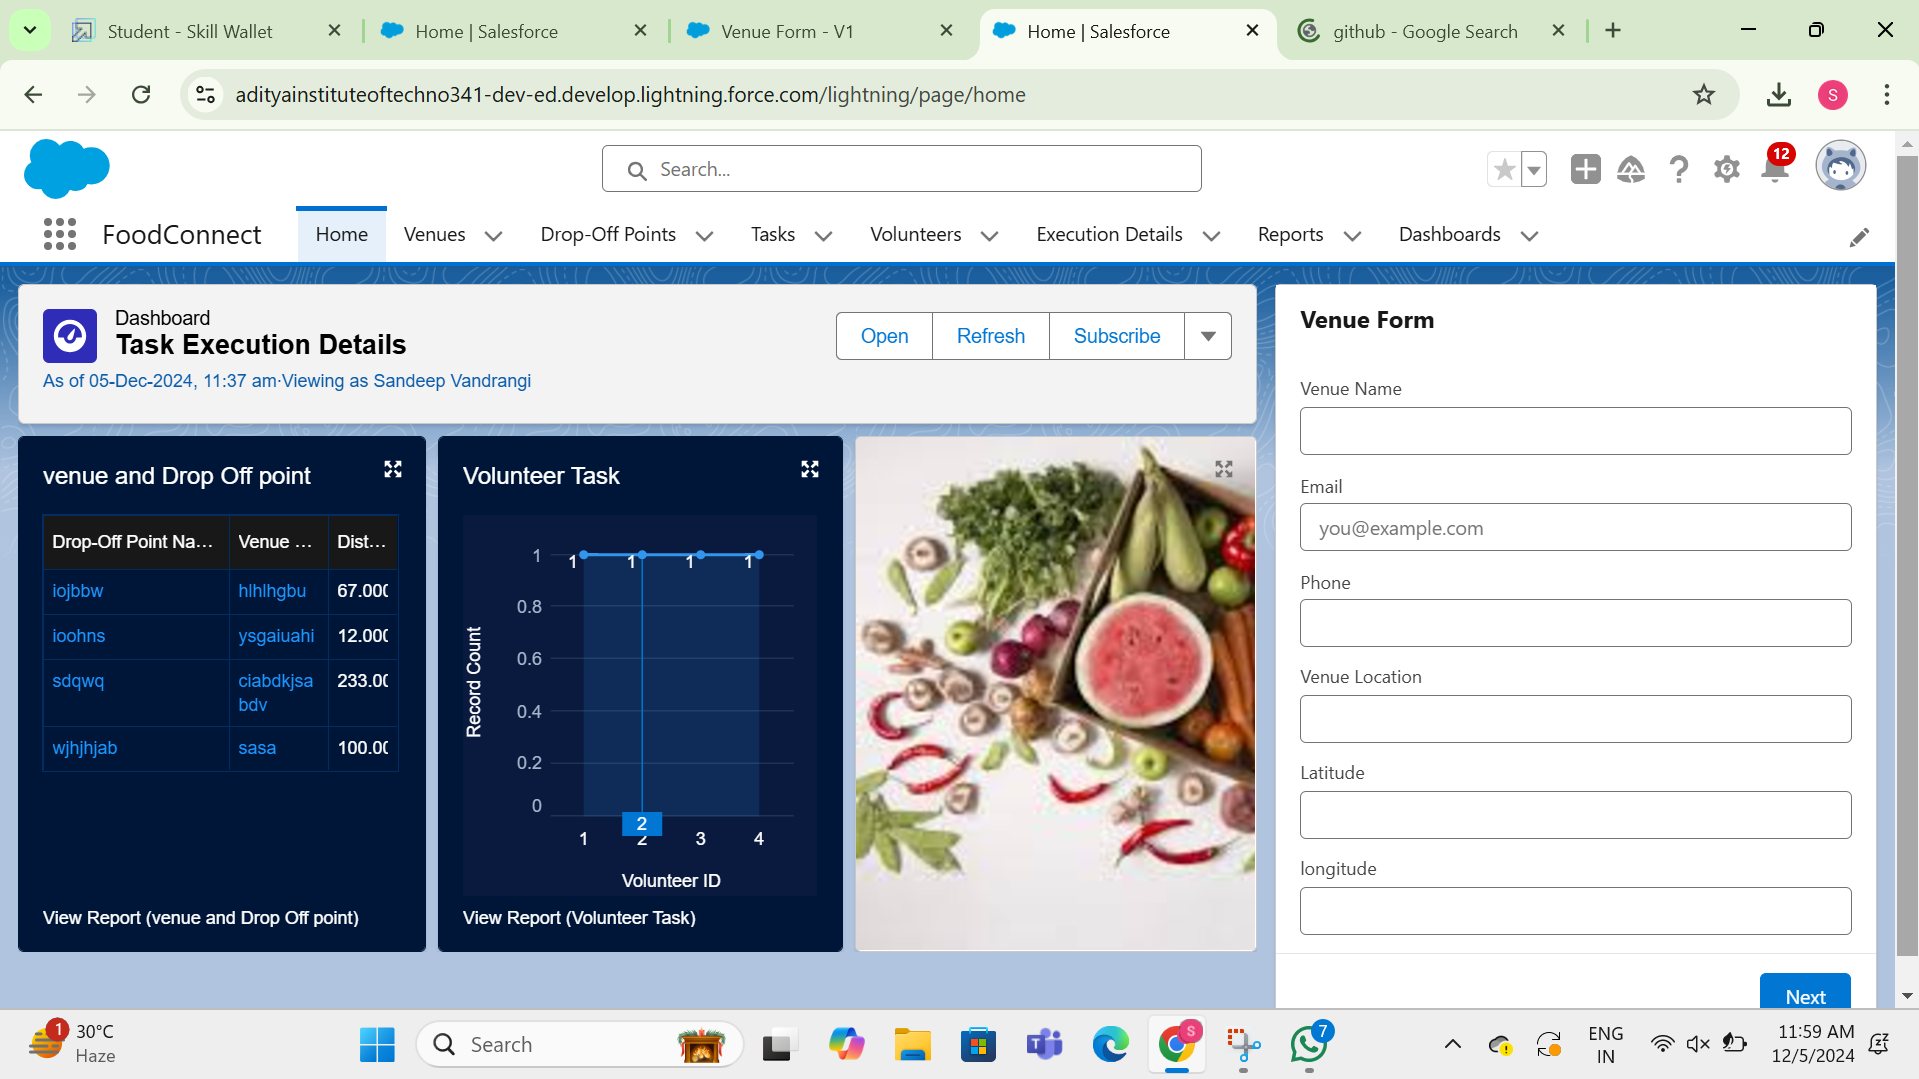 Student - Skill Wallet
Home | Salesforce
Venue Form - V1
Home | Salesforce
github - Google Search
adityainstituteoftechno341-dev-ed.develop.lightning.force.com/lightning/page/home
S
Search...
12
FoodConnect
Home
Venues
Drop-Off Points
Tasks
Volunteers
Execution Details
Reports
Dashboards
Dashboard
Task Execution Details
As of 05-Dec-2024, 11:37 am·Viewing as Sandeep Vandrangi
Open
Refresh
Subscribe
venue and Drop Off point
Drop-Off Point Na... Venue ... Dist...
iojbbw hlhlhgbu 67.000
ioohns ysgaiuahi 12.000
sdqwq ciabdkjsa 233.00
bdv
wjhjhjab sasa 100.00
View Report (venue and Drop Off point)
Volunteer Task
Record Count
1
0.8
0.6
0.4
0.2
0
1 1 1 1
2
1 2 3 4
Volunteer ID
View Report (Volunteer Task)
Venue Form
Venue Name
Email
you@example.com
Phone
Venue Location
Latitude
longitude
Next
1
30°C
Haze
Search
S
7
ENG
IN
11:59 AM
12/5/2024